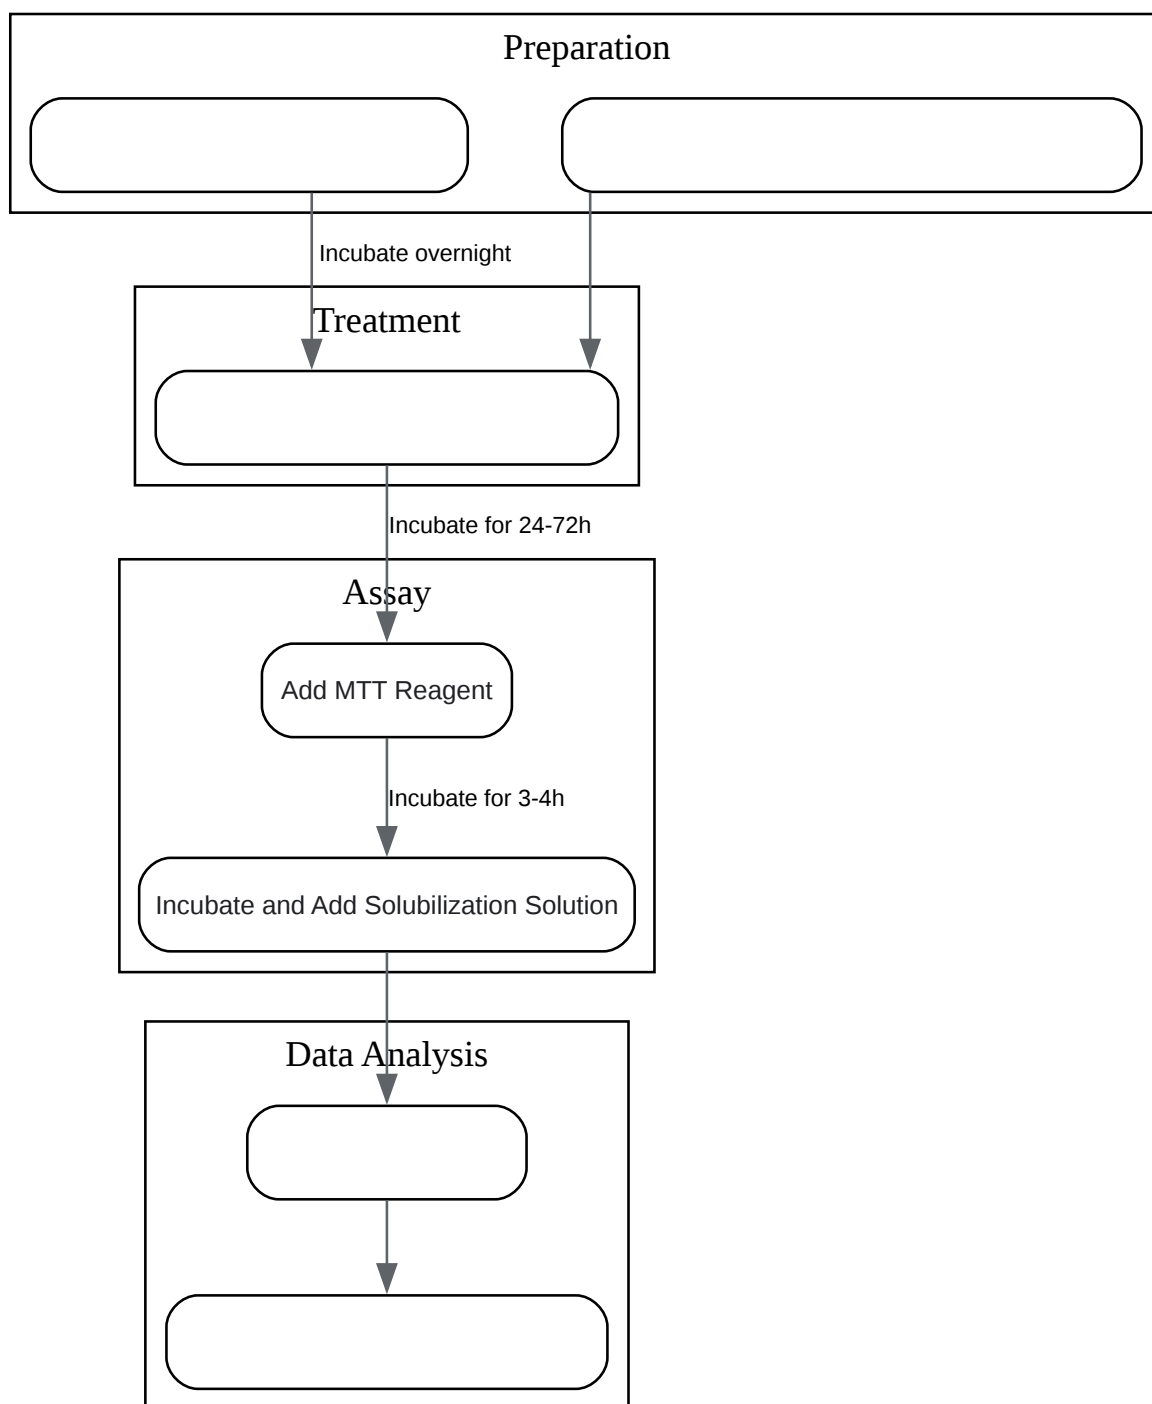 Preparation
Incubate overnight
Treatment
Incubate for 24-72h
Assay
Add MTT Reagent
Incubate for 3-4h
Incubate and Add Solubilization Solution
Data Analysis